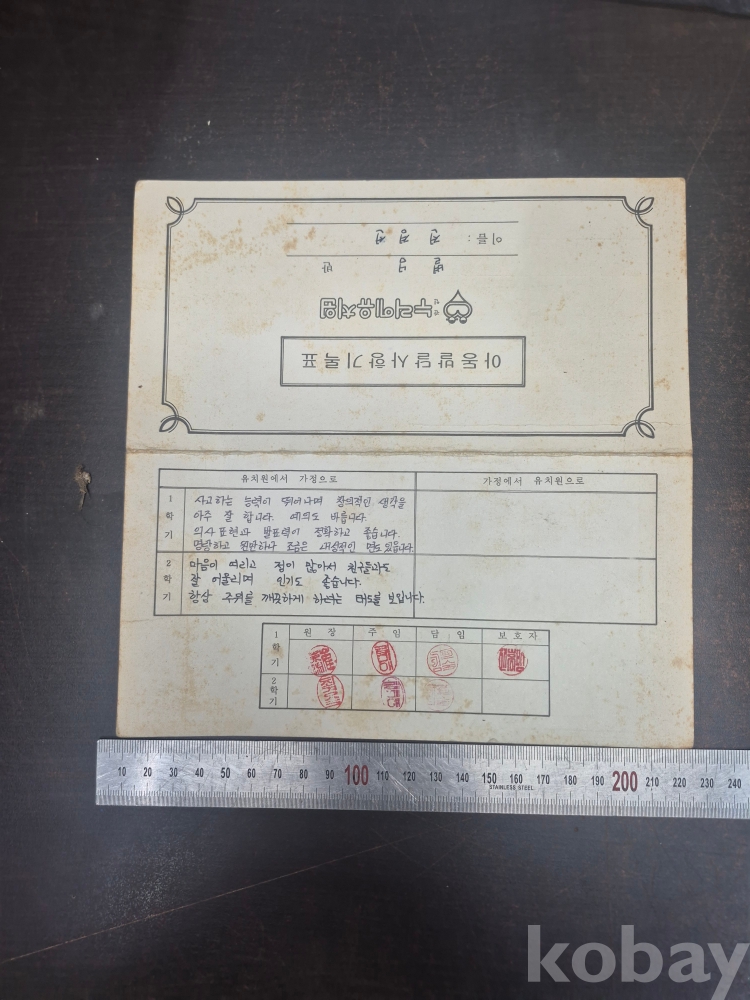 아동발달사항기록표
누리예유치원
별님 반
이름 :
유치원에서 가정으로
가정에서 유치원으로
1학기
사고하는 능력이 뛰어나며 창의적인 생각을
아주 잘 합니다. 예의도 바릅니다.
의사표현과 발표력이 정확하고 좋습니다.
명랑하고 원만하나 조금은 내성적인 면도 있읍니다.
2학기
마음이 여리고 정이 많아서 친구들과도
잘 어울리며 인기도 좋습니다.
항상 주위를 깨끗하게 하려는 태도를 보입니다.
원장 주임 담임 보호자
1학기
2학기
10 20 30 40 50 60 70 80 90 100 110 120 130 140 150 160 170 180 190 200 210 220 230 240
STAINLESS STEEL
kobay